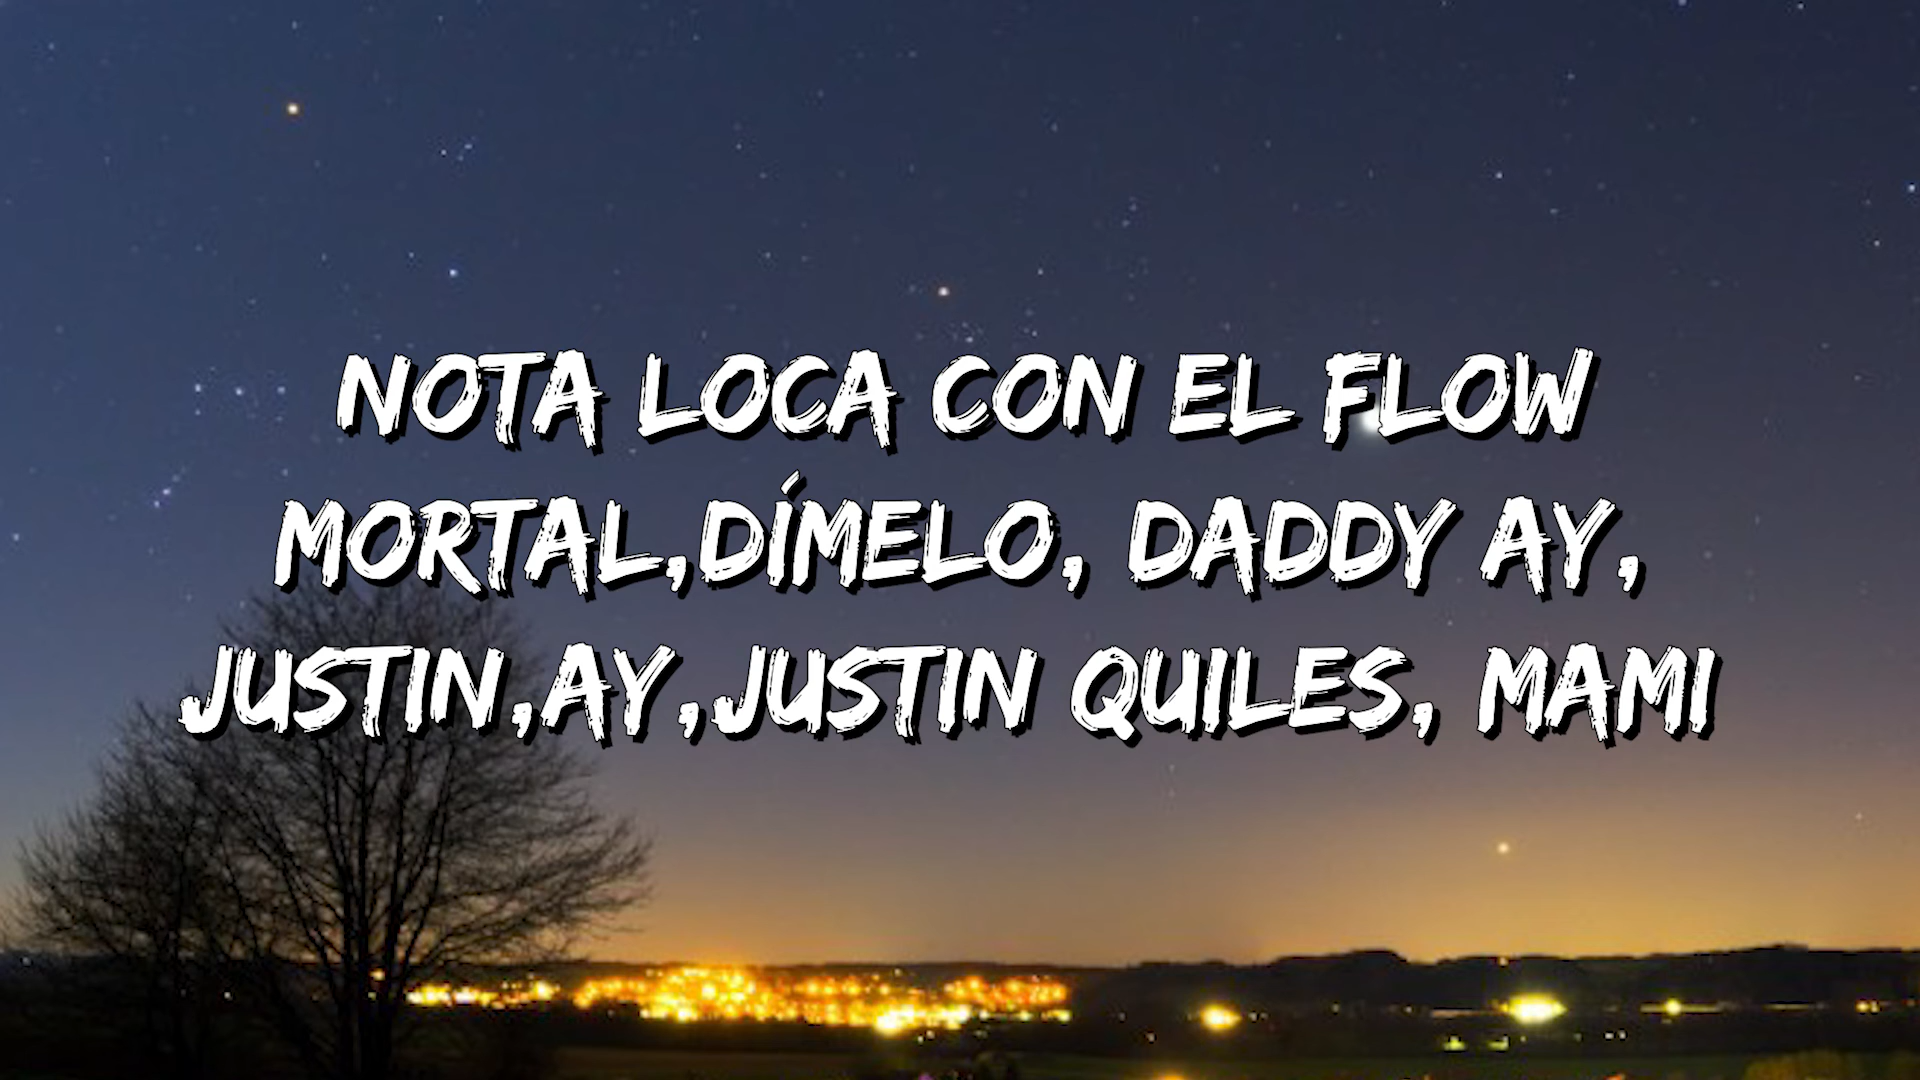 NOTA LOCA CON EL FLOW
MORTAL,DÍMELO, DADDY AY,
JUSTIN,AY,JUSTIN QUILES, MAMI